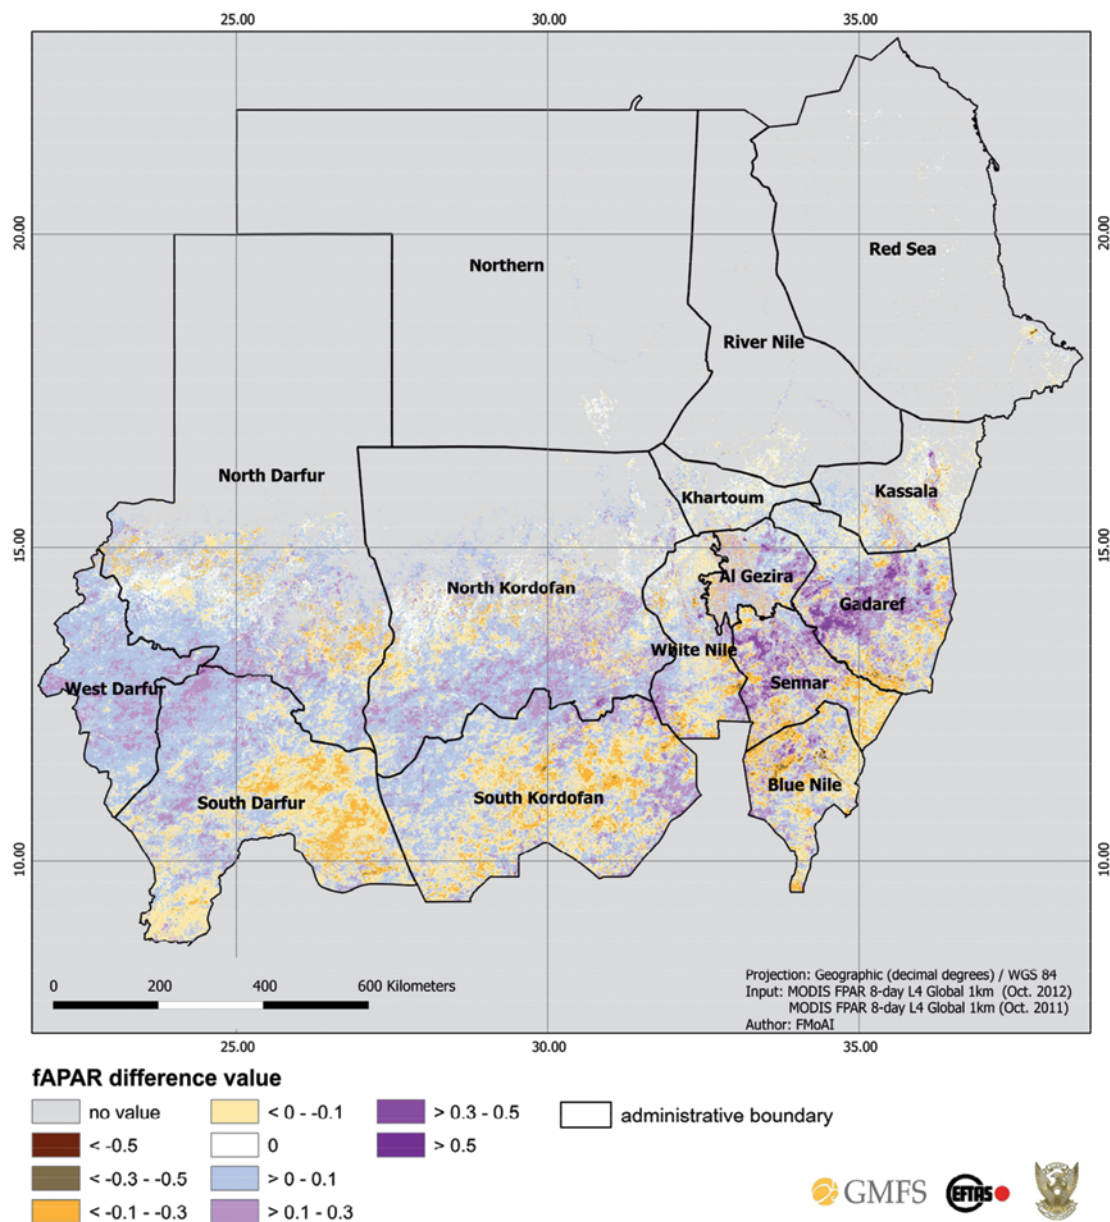 25.00 30.00 35.00
20.00 20.00
Northern
Red Sea
River Nile
North Darfur
Khartoum
Kassala
15.00 15.00
North Kordofan
Al Gezira
Gadaref
White Nile
West Darfur
Sennar
South Darfur
South Kordofan
Blue Nile
10.00 10.00
0 200 400 600 Kilometers
Projection: Geographic (decimal degrees) / WGS 84
Input: MODIS FPAR 8-day L4 Global 1km (Oct. 2012)
MODIS FPAR 8-day L4 Global 1km (Oct. 2011)
Author: FMoAI
25.00 30.00 35.00
fAPAR difference value
no value
< -0.5
< -0.3 - -0.5
< -0.1 - -0.3
< 0 - -0.1
0
> 0 - 0.1
> 0.1 - 0.3
> 0.3 - 0.5
> 0.5
administrative boundary
GMFS
EFTAS